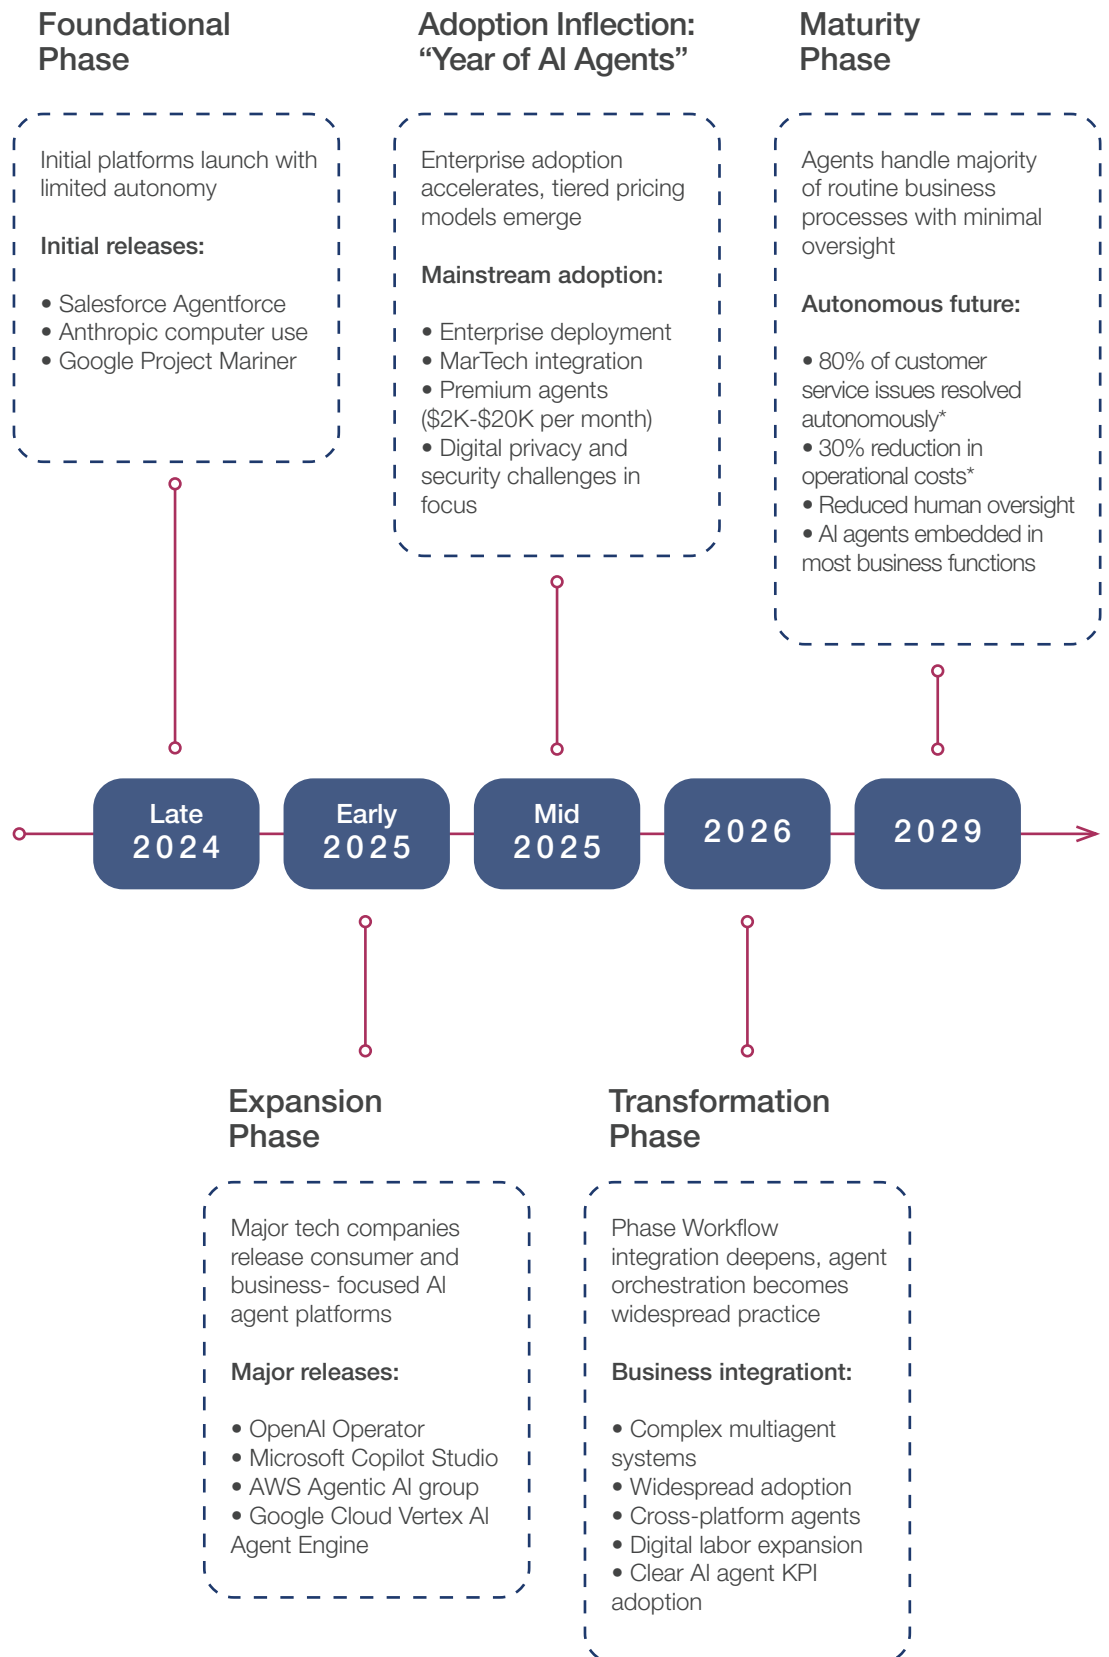 Foundational
Phase
Initial platforms launch with
limited autonomy
Initial releases:
• Salesforce Agentforce
• Anthropic computer use
• Google Project Mariner
Adoption Inflection:
“Year of AI Agents”
Enterprise adoption
accelerates, tiered pricing
models emerge
Mainstream adoption:
• Enterprise deployment
• MarTech integration
• Premium agents
($2K-$20K per month)
• Digital privacy and
security challenges in
focus
Maturity
Phase
Agents handle majority
of routine business
processes with minimal
oversight
Autonomous future:
• 80% of customer
service issues resolved
autonomously*
• 30% reduction in
operational costs*
• Reduced human oversight
• AI agents embedded in
most business functions
Late
2024
Early
2025
Mid
2025
2026
2029
Expansion
Phase
Major tech companies
release consumer and
business- focused AI
agent platforms
Major releases:
• OpenAI Operator
• Microsoft Copilot Studio
• AWS Agentic AI group
• Google Cloud Vertex AI
Agent Engine
Transformation
Phase
Phase Workflow
integration deepens, agent
orchestration becomes
widespread practice
Business integrationt:
• Complex multiagent
systems
• Widespread adoption
• Cross-platform agents
• Digital labor expansion
• Clear AI agent KPI
adoption